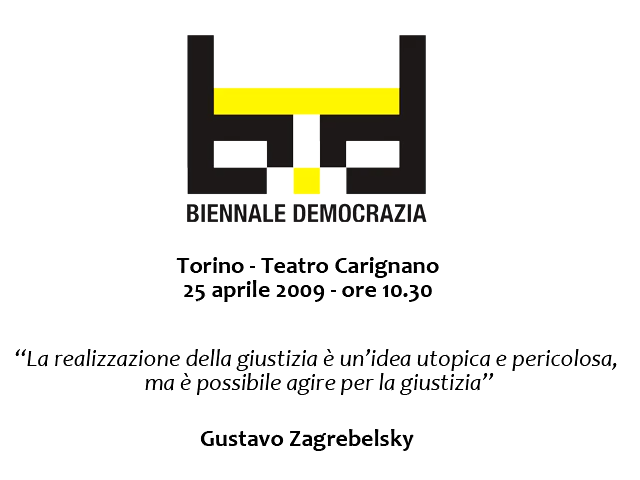 BIENNALE DEMOCRAZIA
Torino - Teatro Carignano
25 aprile 2009 - ore 10.30
“La realizzazione della giustizia è un’idea utopica e pericolosa,
ma è possibile agire per la giustizia”
Gustavo Zagrebelsky